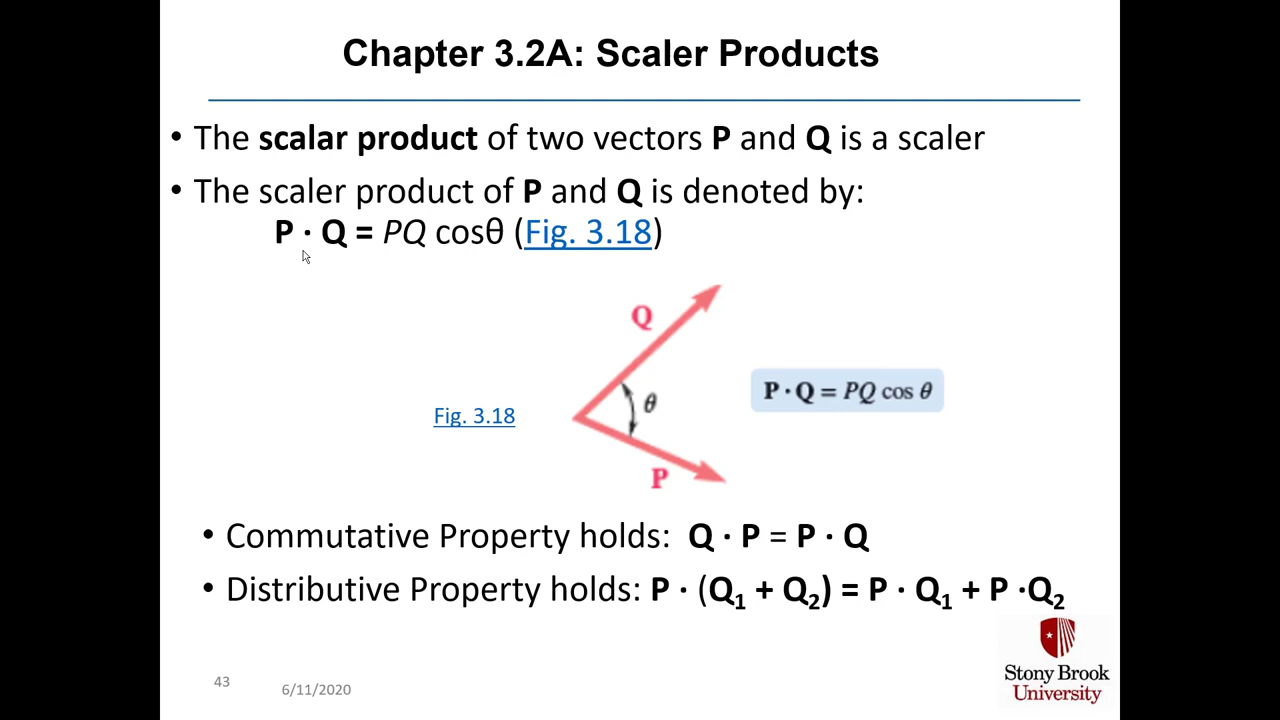 Chapter 3.2A: Scaler Products
• The scalar product of two vectors P and Q is a scaler
• The scaler product of P and Q is denoted by:
P · Q = PQ cosθ (Fig. 3.18)
Q
θ
P · Q = PQ cos θ
Fig. 3.18
P
• Commutative Property holds: Q · P = P · Q
• Distributive Property holds: P · (Q₁ + Q₂) = P · Q₁ + P ·Q₂
43
6/11/2020
Stony Brook
University